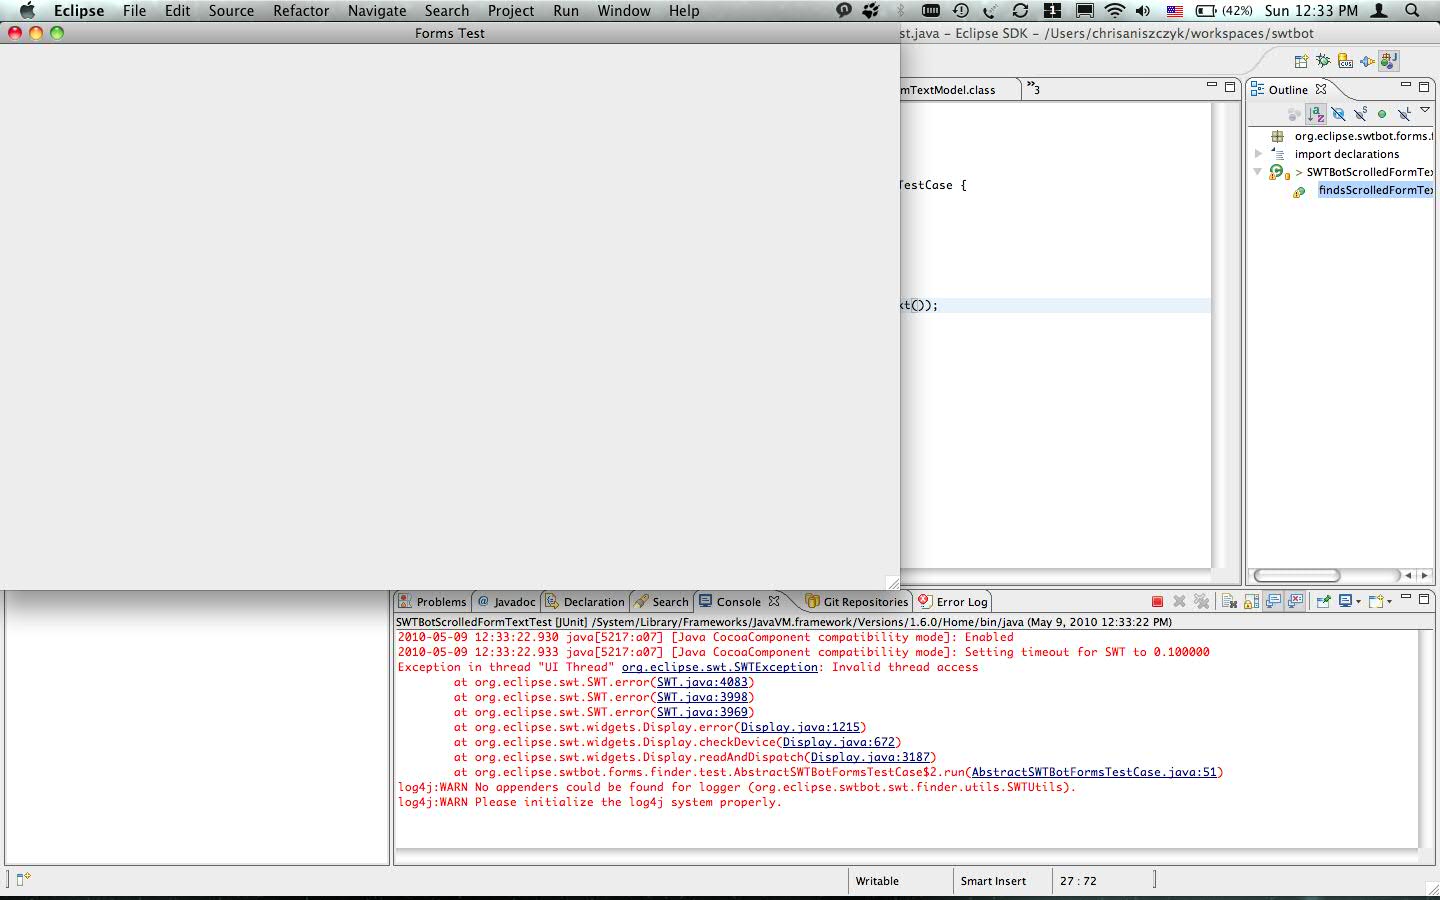 Eclipse File Edit Source Refactor Navigate Search Project Run Window Help 1 (42%) Sun 12:33 PM
Forms Test
st.java – Eclipse SDK – /Users/chrisaniszczyk/workspaces/swtbot
mTextModel.class
»3
Outline
org.eclipse.swtbot.forms.
import declarations
> SWTBotScrolledFormTe
findsScrolledFormTe
TestCase {
xt());
Problems @ Javadoc Declaration Search Console Git Repositories Error Log
SWTBotScrolledFormTextTest [JUnit] /System/Library/Frameworks/JavaVM.framework/Versions/1.6.0/Home/bin/java (May 9, 2010 12:33:22 PM)
2010-05-09 12:33:22.930 java[5217:a07] [Java CocoaComponent compatibility mode]: Enabled
2010-05-09 12:33:22.933 java[5217:a07] [Java CocoaComponent compatibility mode]: Setting timeout for SWT to 0.100000
Exception in thread "UI Thread" org.eclipse.swt.SWTException: Invalid thread access
at org.eclipse.swt.SWT.error(SWT.java:4083)
at org.eclipse.swt.SWT.error(SWT.java:3998)
at org.eclipse.swt.SWT.error(SWT.java:3969)
at org.eclipse.swt.widgets.Display.error(Display.java:1215)
at org.eclipse.swt.widgets.Display.checkDevice(Display.java:672)
at org.eclipse.swt.widgets.Display.readAndDispatch(Display.java:3187)
at org.eclipse.swtbot.forms.finder.test.AbstractSWTBotFormsTestCase$2.run(AbstractSWTBotFormsTestCase.java:51)
log4j:WARN No appenders could be found for logger (org.eclipse.swtbot.swt.finder.utils.SWTUtils).
log4j:WARN Please initialize the log4j system properly.
Writable Smart Insert 27 : 72